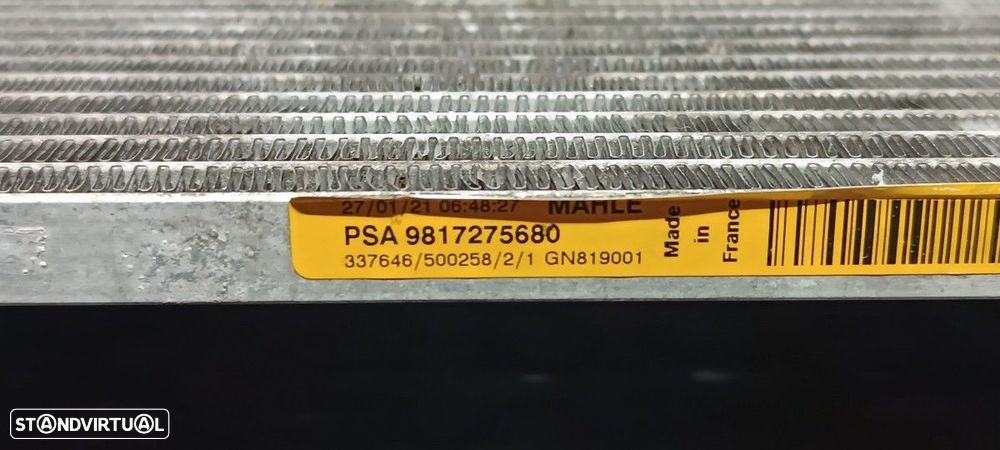 27/01/21 06:48:27 MAHLE
PSA 9817275680
337646/500258/2/1 GN819001
Made
in
France
STANDVIRTUAL